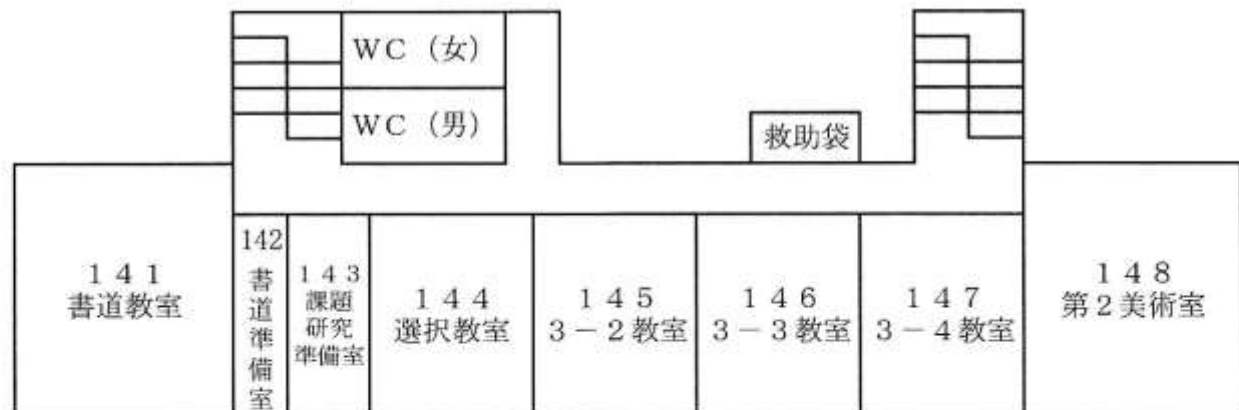 WC（女）
WC（男）
救助袋
１４１
書道教室
142
書道準備室
１４３
課題
研究
準備室
１４４
選択教室
１４５
３－２教室
１４６
３－３教室
１４７
３－４教室
１４８
第２美術室